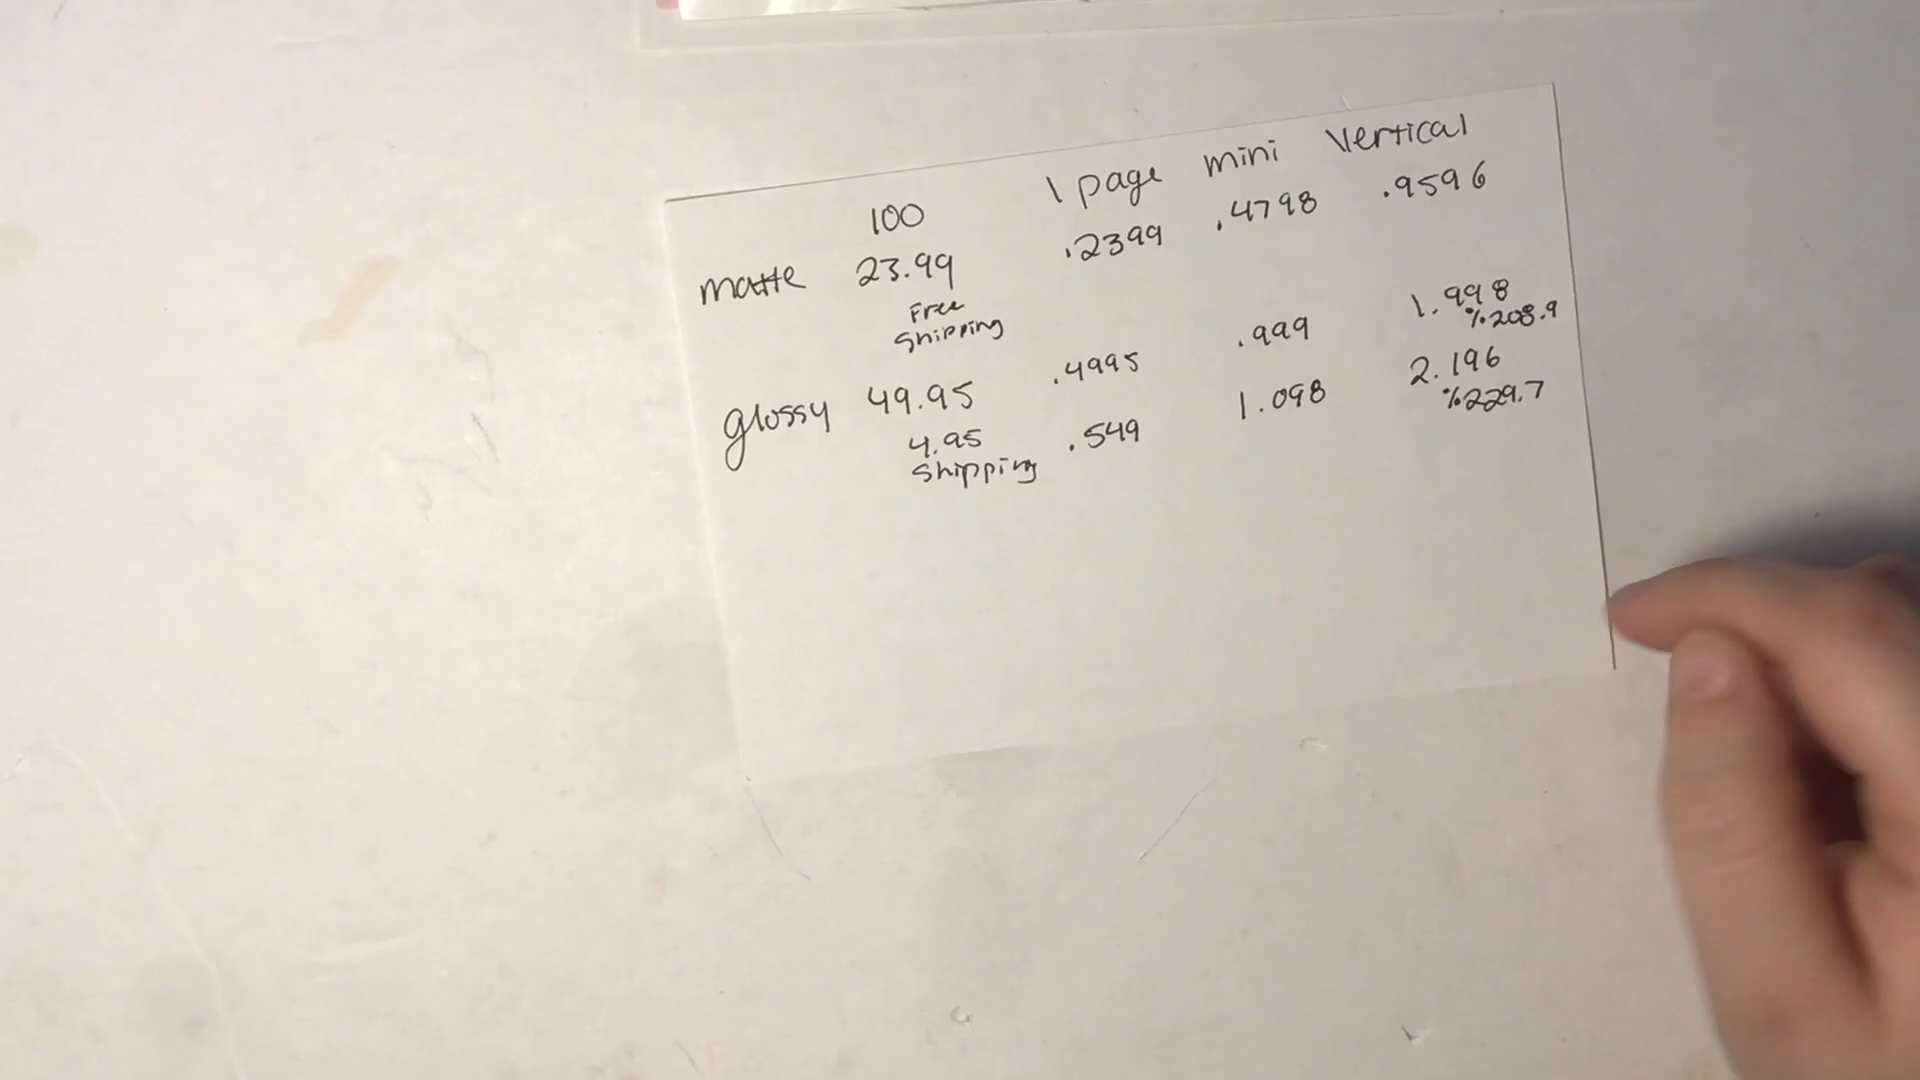 100 1 page mini Vertical
matte 23.99 .2399 .4798 .9596
Free
Shipping
glossy 49.95 .4995 .999 1.998
%208.9
4.95 .549 1.098 2.196
Shipping %229.7